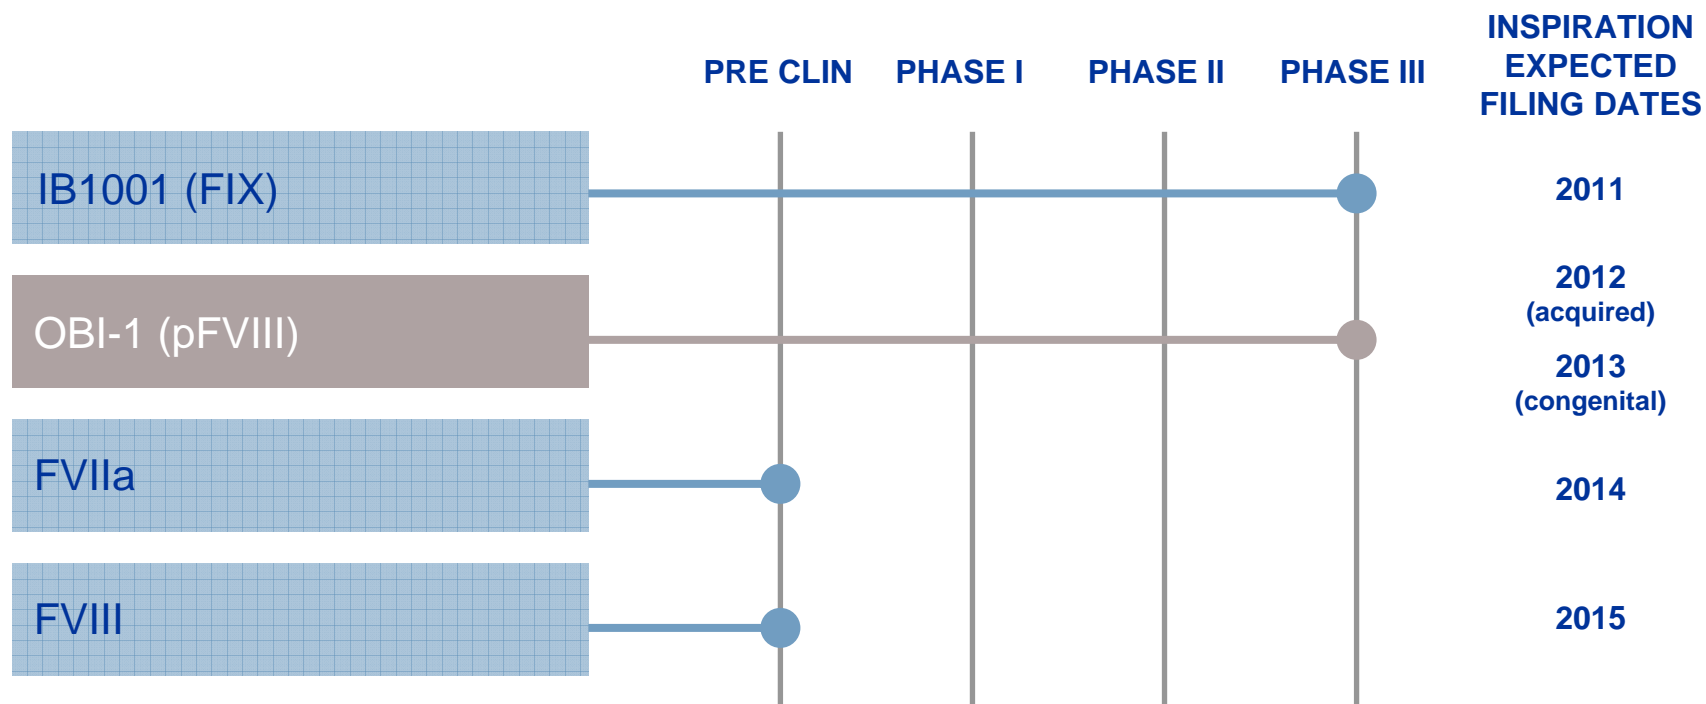 INSPIRATION
EXPECTED
FILING DATES
PRE CLIN
PHASE I
PHASE II
PHASE III
IB1001 (FIX)
2011
OBI-1 (pFVIII)
2012
(acquired)
2013
(congenital)
FVIIa
2014
FVIII
2015